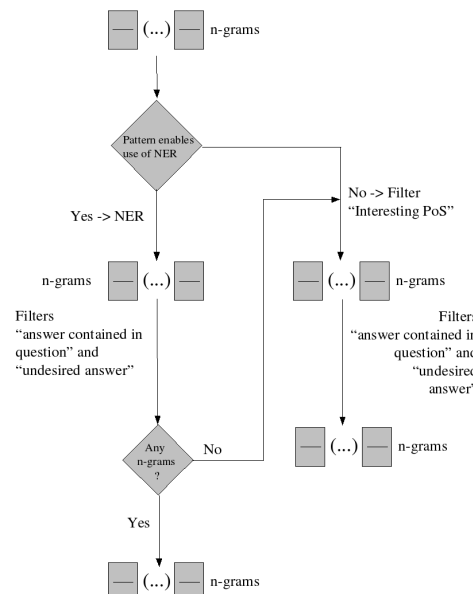 (...) n-grams
Pattern enables
use of NER
No -> Filter
“Interesting PoS”
Yes -> NER
n-grams (...)
(...) n-grams
Filters
“answer contained in
question” and
“undesired answer”
Filters
“answer contained in
question” and
“undesired
answer”
Any
n-grams
?
No
(...) n-grams
Yes
(...) n-grams